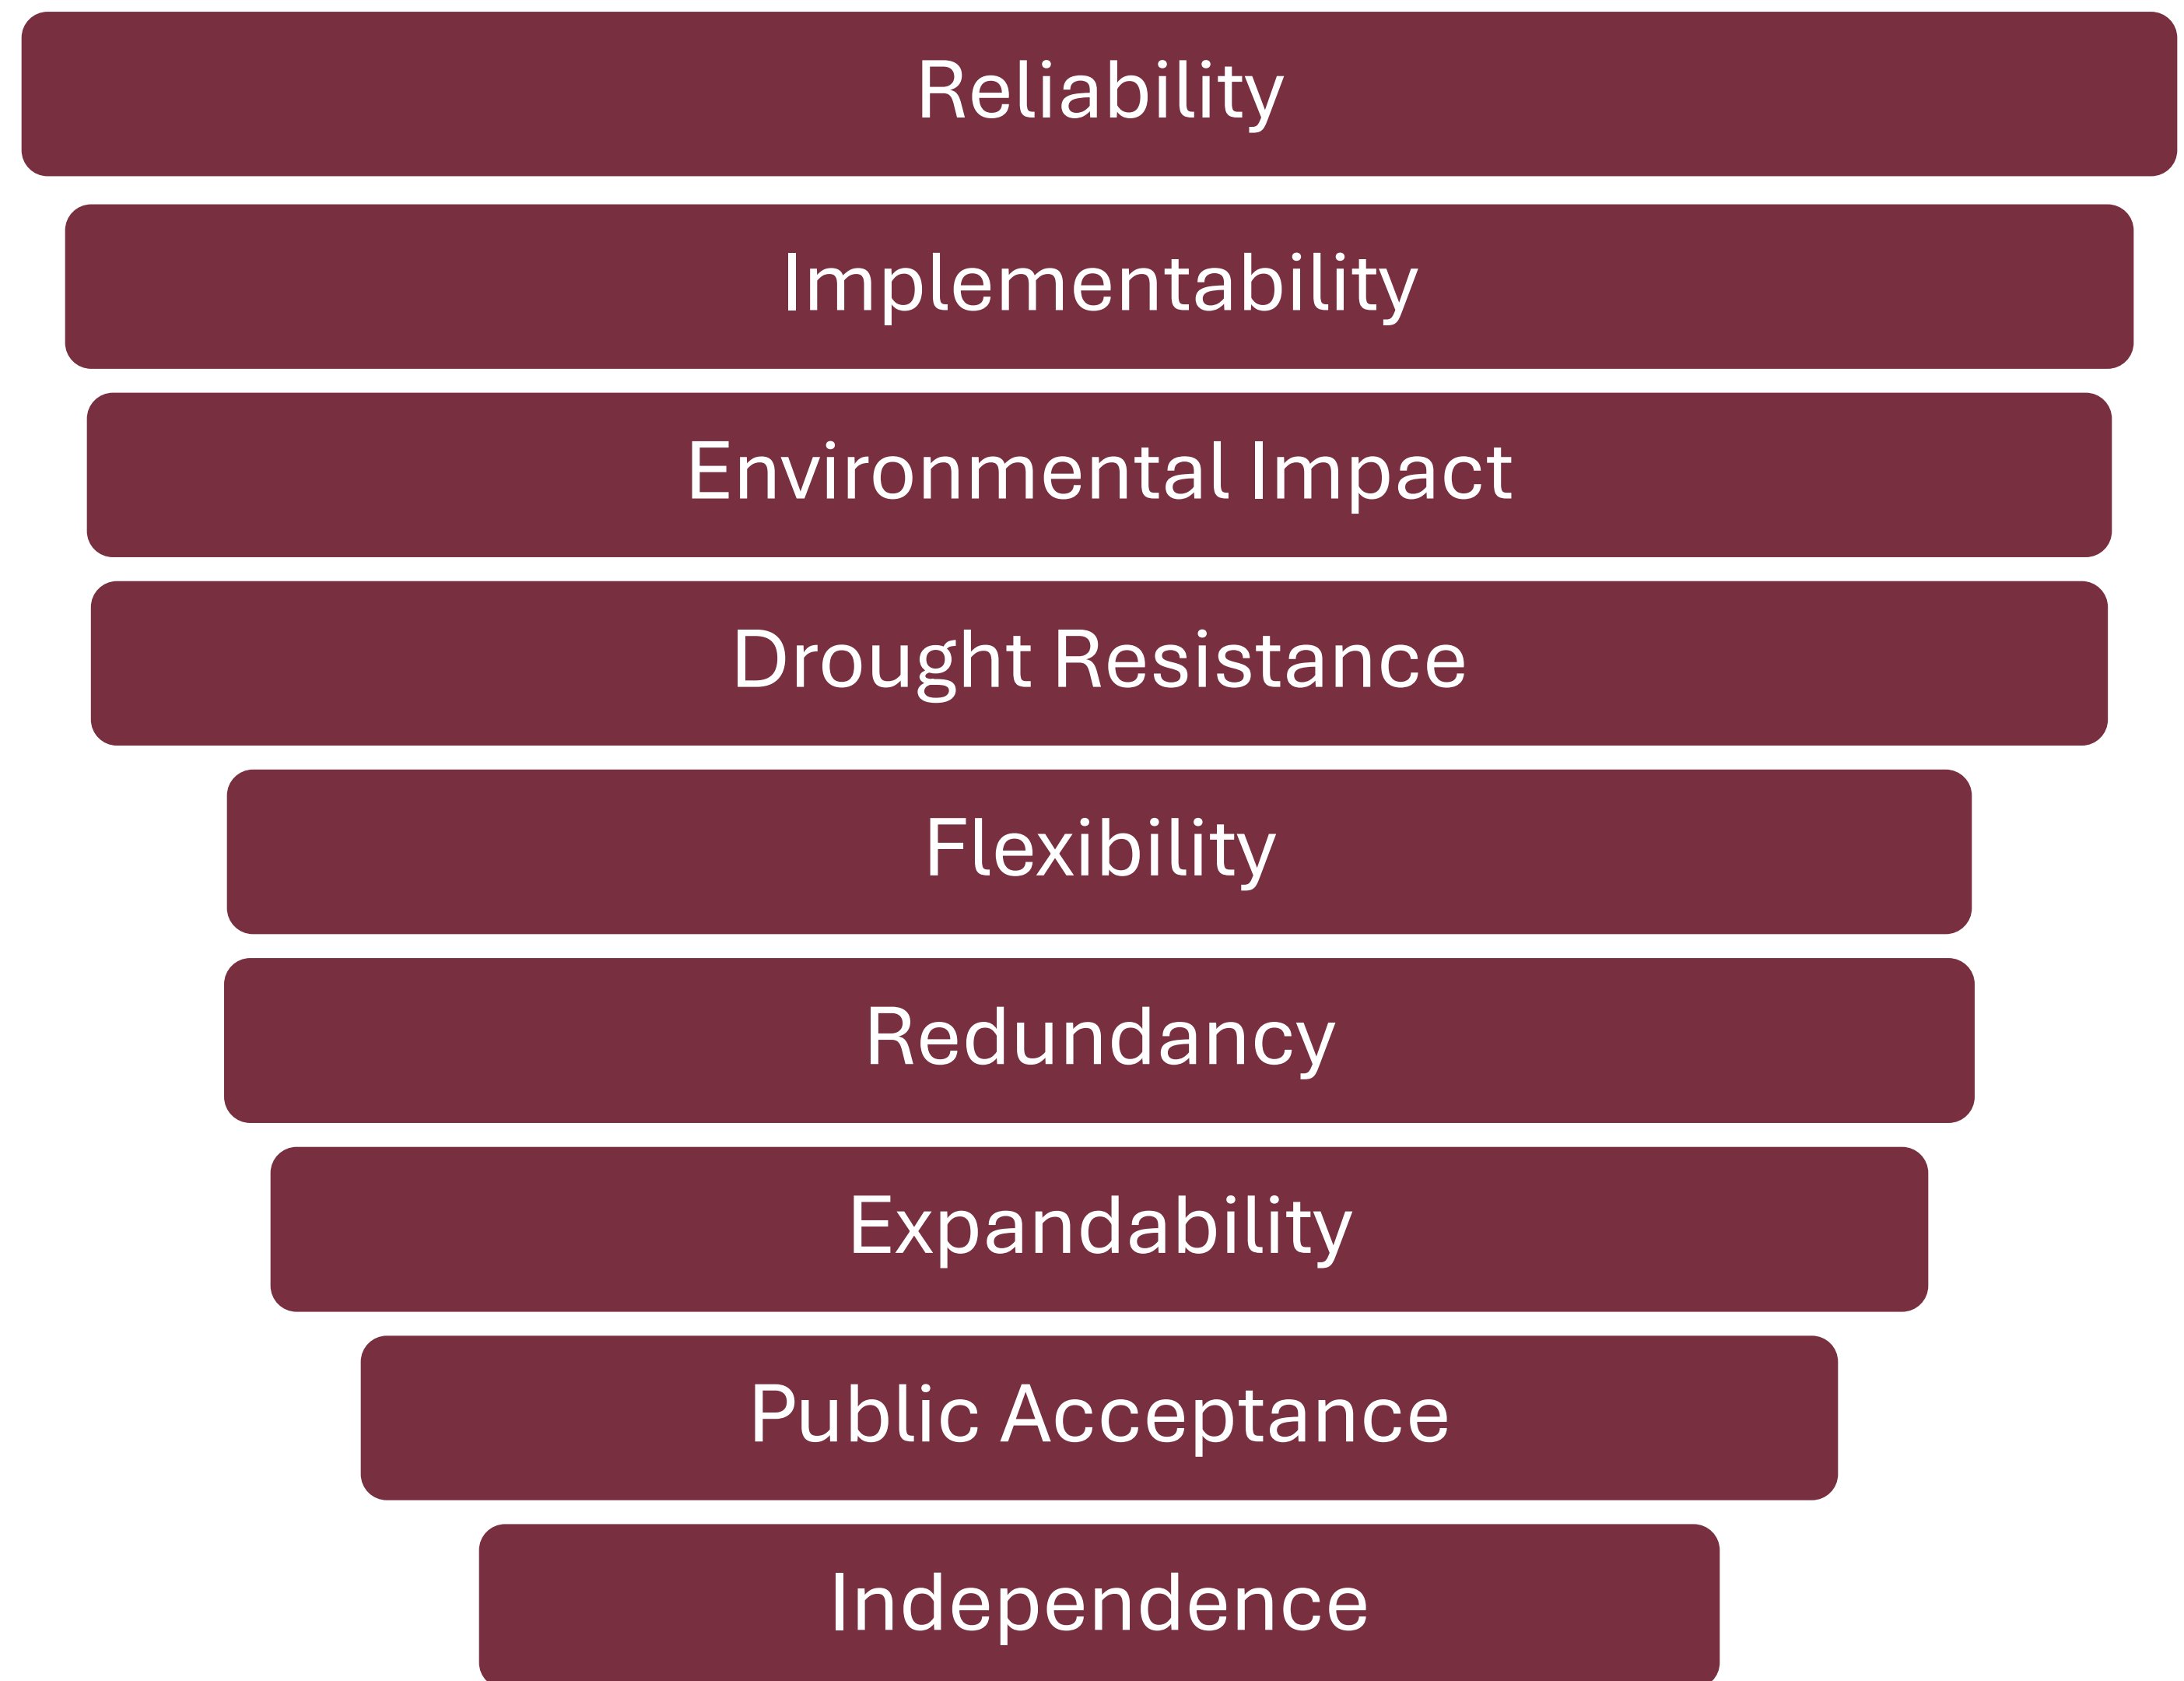 Reliability
Implementability
Environmental Impact
Drought Resistance
Flexibility
Redundancy
Expandability
Public Acceptance
Independence